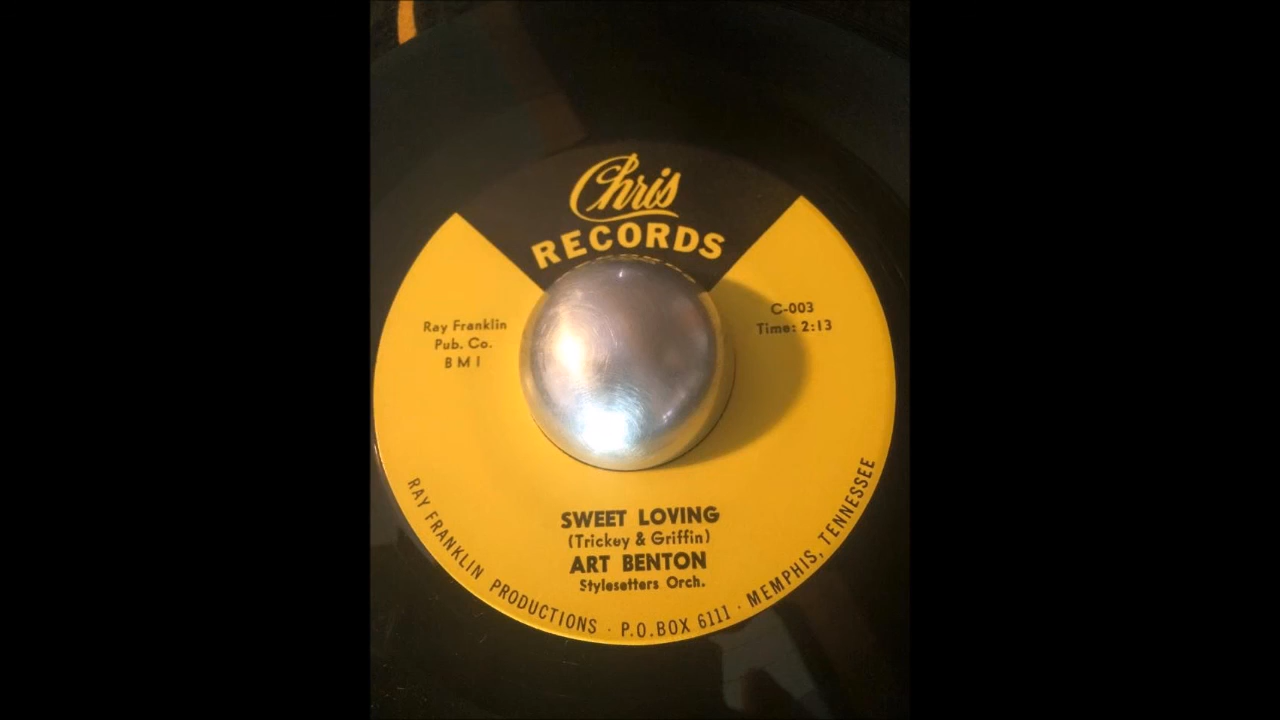 Chris
RECORDS
Ray Franklin
Pub. Co.
B M I
C-003
Time: 2:13
SWEET LOVING
(Trickey & Griffin)
ART BENTON
Stylesetters Orch.
RAY FRANKLIN PRODUCTIONS · P.O.BOX 6111 · MEMPHIS, TENNESSEE